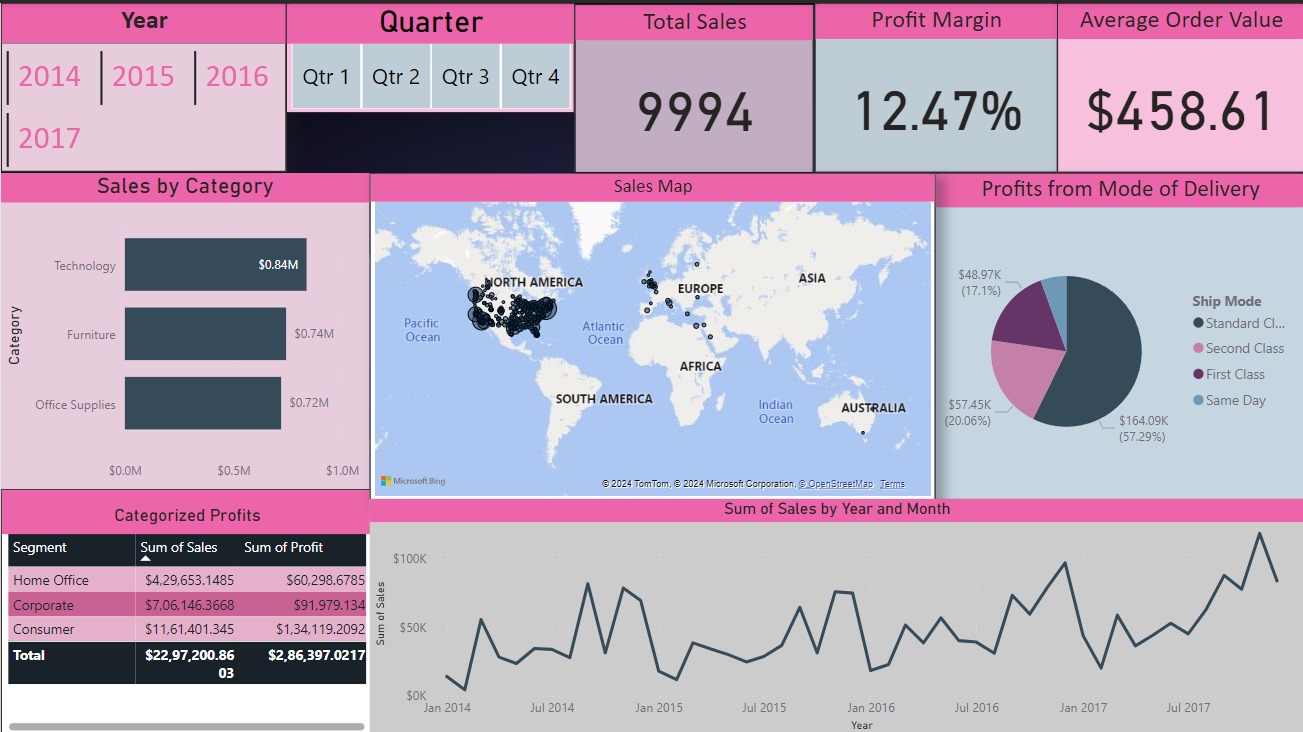 Year
2014 2015 2016
2017
Quarter
Qtr 1 Qtr 2 Qtr 3 Qtr 4
Total Sales
9994
Profit Margin
12.47%
Average Order Value
$458.61
Sales by Category
Category
Technology $0.84M
Furniture $0.74M
Office Supplies $0.72M
$0.0M $0.5M $1.0M
Sales Map
NORTH AMERICA
EUROPE
ASIA
Pacific
Ocean
Atlantic
Ocean
AFRICA
SOUTH AMERICA
Indian
Ocean
AUSTRALIA
Microsoft Bing
© 2024 TomTom, © 2024 Microsoft Corporation, © OpenStreetMap Terms
Profits from Mode of Delivery
$48.97K
(17.1%)
$57.45K
(20.06%)
$164.09K
(57.29%)
Ship Mode
Standard Cl...
Second Class
First Class
Same Day
Categorized Profits
Segment Sum of Sales Sum of Profit
Home Office $4,29,653.1485 $60,298.6785
Corporate $7,06,146.3668 $91,979.134
Consumer $11,61,401.345 $1,34,119.2092
Total $22,97,200.86 $2,86,397.0217
03
Sum of Sales by Year and Month
Sum of Sales
$100K
$50K
$0K
Jan 2014 Jul 2014 Jan 2015 Jul 2015 Jan 2016 Jul 2016 Jan 2017 Jul 2017
Year